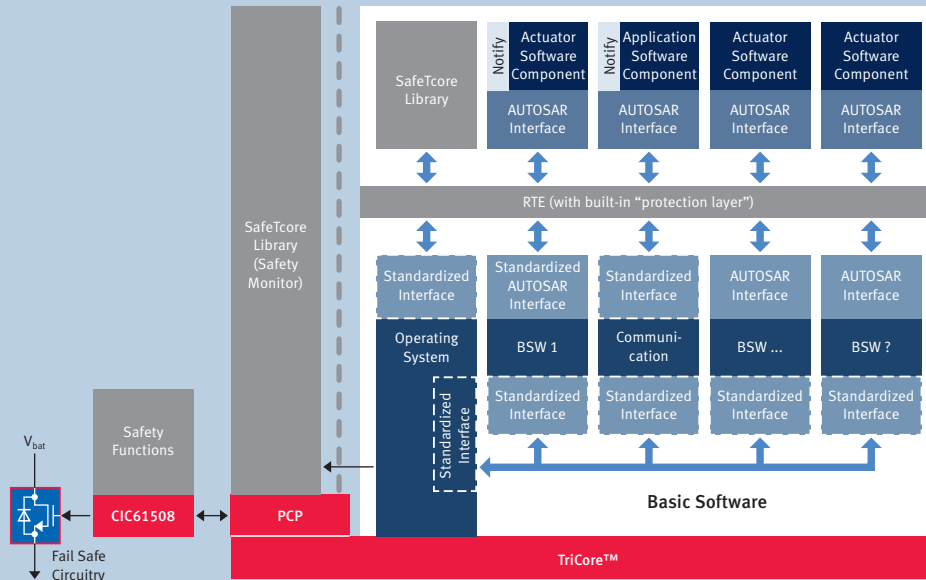 SafeTcore
Library
Notify
Actuator
Software
Component
AUTOSAR
Interface
Notify
Application
Software
Component
AUTOSAR
Interface
Actuator
Software
Component
AUTOSAR
Interface
Actuator
Software
Component
AUTOSAR
Interface
RTE (with built-in “protection layer”)
SafeTcore
Library
(Safety
Monitor)
Standardized
Interface
Standardized
AUTOSAR
Interface
Standardized
Interface
AUTOSAR
Interface
AUTOSAR
Interface
Operating
System
BSW 1
Communi-
cation
BSW ...
BSW ?
Standardized
Interface
Standardized
Interface
Standardized
Interface
Standardized
Interface
Standardized
Interface
Basic Software
Safety
Functions
Vbat
CIC61508
PCP
Fail Safe
Circuitry
TriCore™